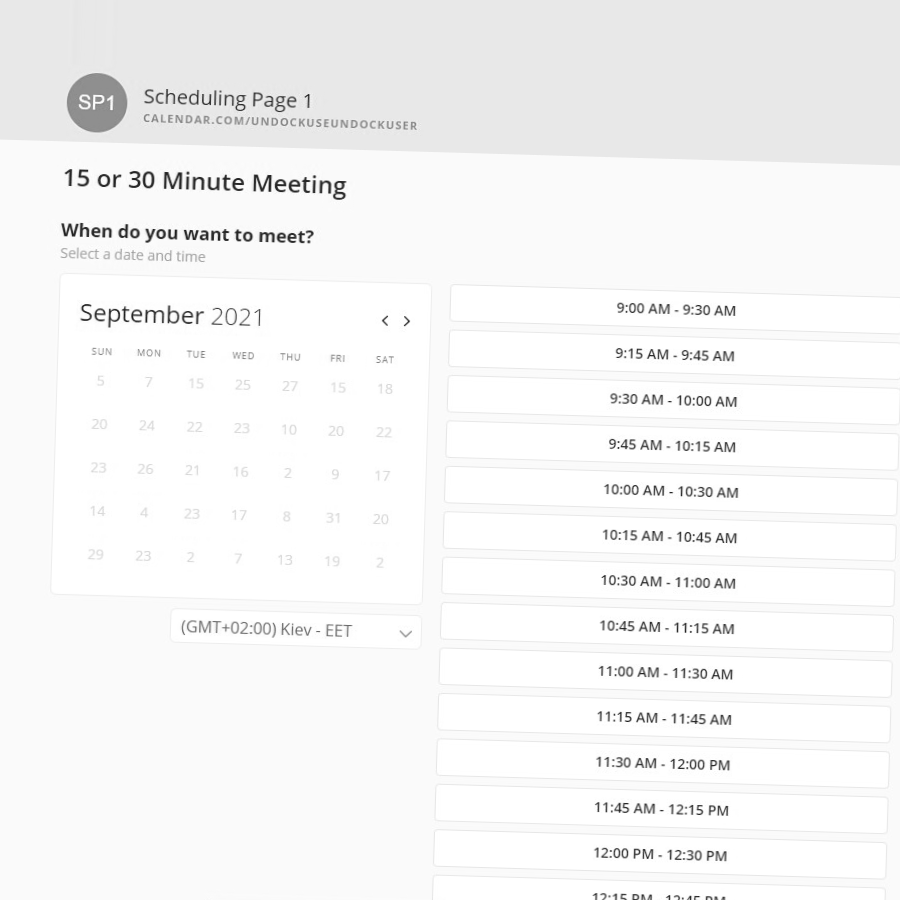 SP1
Scheduling Page 1
CALENDAR.COM/UNDOCKUSEUNDOCKUSER
15 or 30 Minute Meeting
When do you want to meet?
Select a date and time
September 2021
SUN MON TUE WED THU FRI SAT
5 7 15 25 27 15 18
20 24 22 23 10 20 22
23 26 21 16 2 9 17
14 4 23 17 8 31 20
29 23 2 7 13 19 2
(GMT+02:00) Kiev - EET
9:00 AM - 9:30 AM
9:15 AM - 9:45 AM
9:30 AM - 10:00 AM
9:45 AM - 10:15 AM
10:00 AM - 10:30 AM
10:15 AM - 10:45 AM
10:30 AM - 11:00 AM
10:45 AM - 11:15 AM
11:00 AM - 11:30 AM
11:15 AM - 11:45 AM
11:30 AM - 12:00 PM
11:45 AM - 12:15 PM
12:00 PM - 12:30 PM
12:15 PM - 12:45 PM